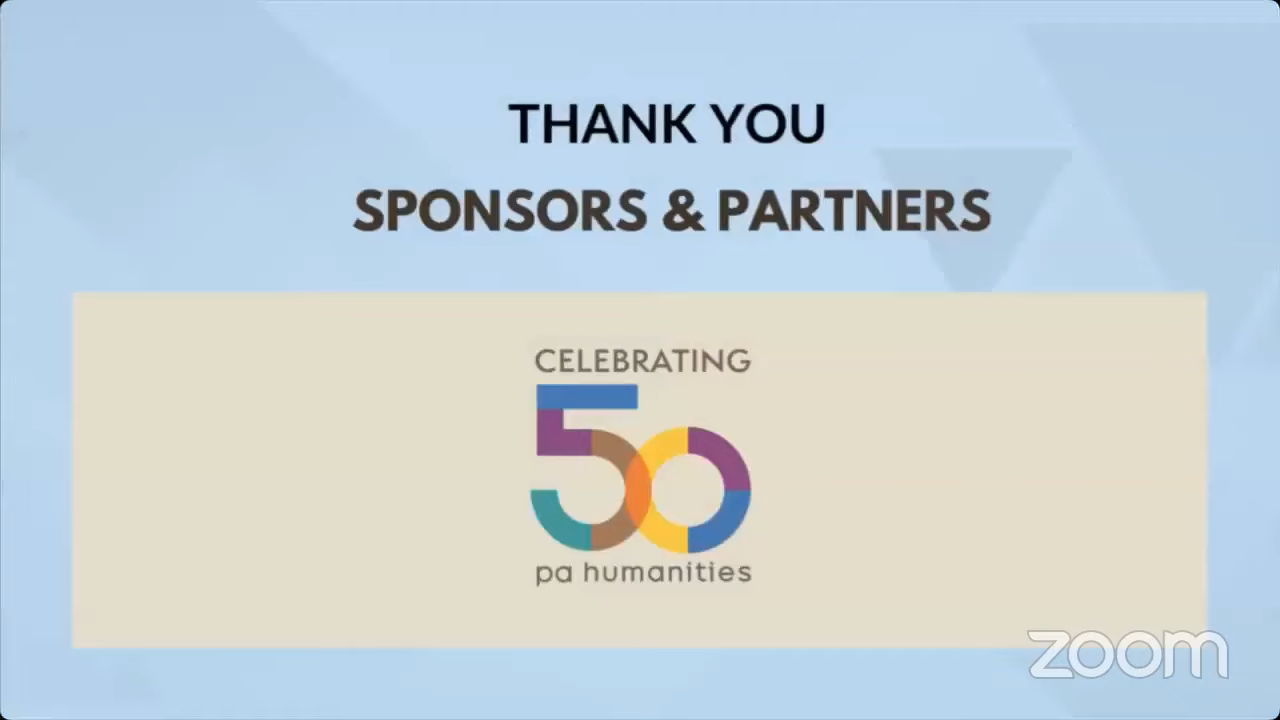 THANK YOU
SPONSORS & PARTNERS
CELEBRATING
50
pa humanities
zoom